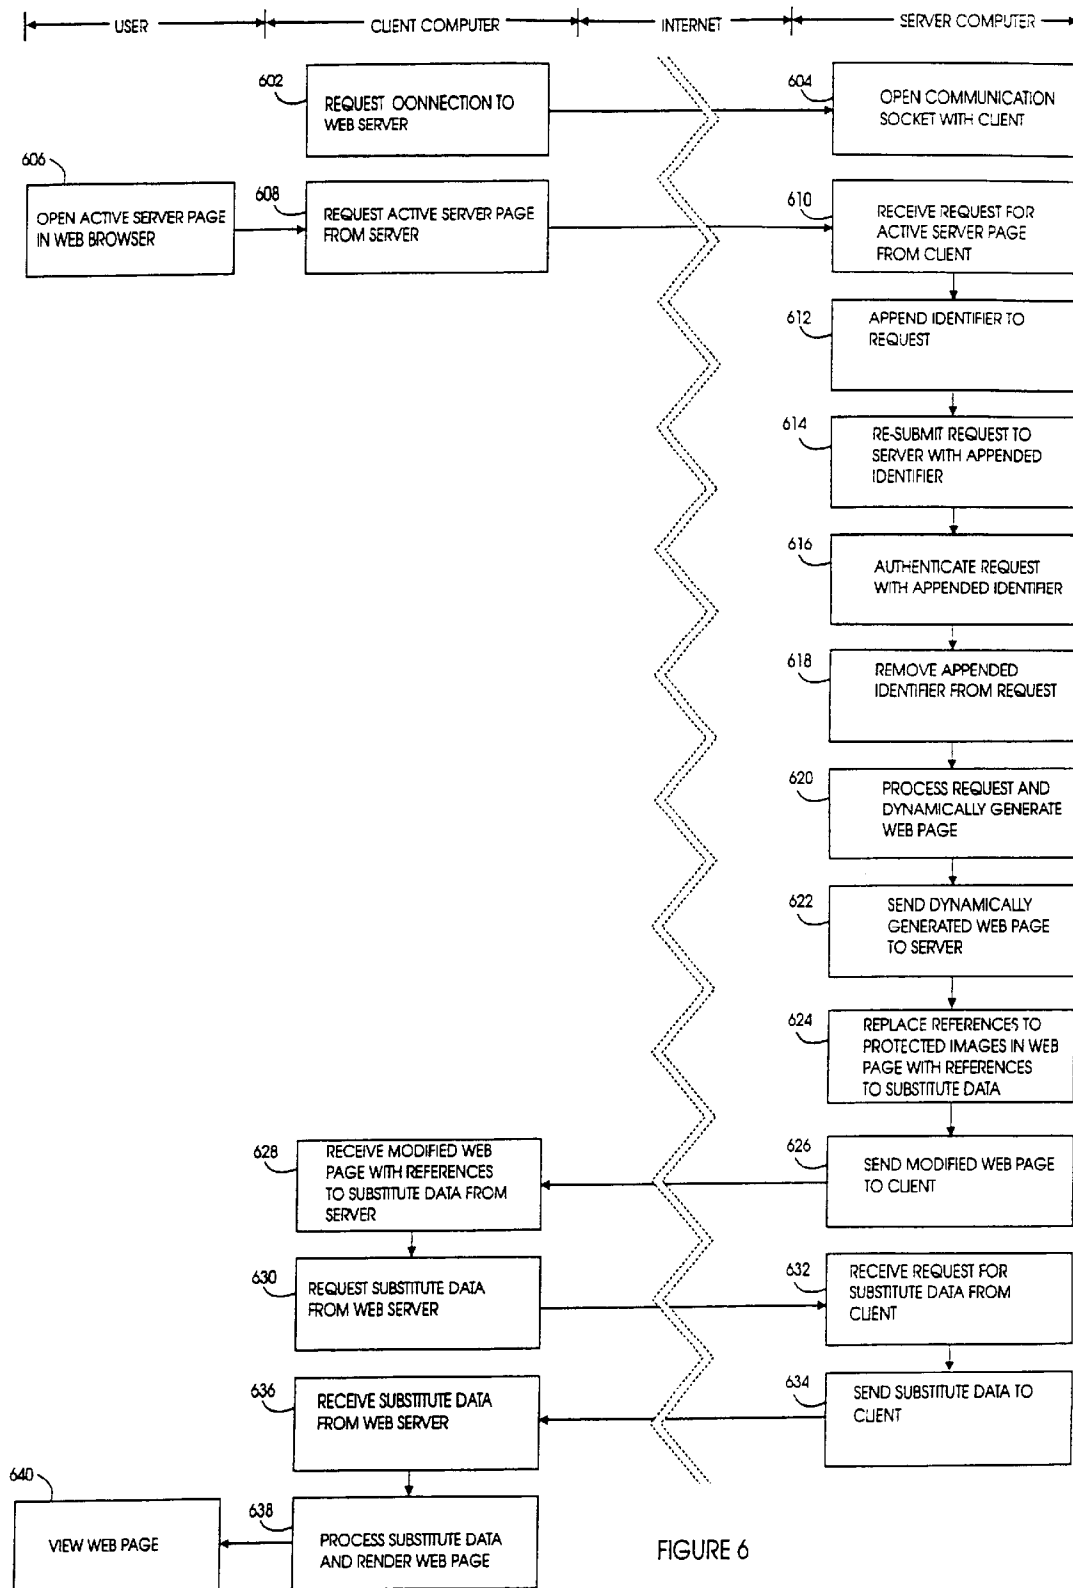 USER
CLIENT COMPUTER
INTERNET
SERVER COMPUTER
602
REQUEST CONNECTION TO
WEB SERVER
604
OPEN COMMUNICATION
SOCKET WITH CLIENT
606
OPEN ACTIVE SERVER PAGE
IN WEB BROWSER
608
REQUEST ACTIVE SERVER PAGE
FROM SERVER
610
RECEIVE REQUEST FOR
ACTIVE SERVER PAGE
FROM CLIENT
612
APPEND IDENTIFIER TO
REQUEST
614
RE-SUBMIT REQUEST TO
SERVER WITH APPENDED
IDENTIFIER
616
AUTHENTICATE REQUEST
WITH APPENDED IDENTIFIER
618
REMOVE APPENDED
IDENTIFIER FROM REQUEST
620
PROCESS REQUEST AND
DYNAMICALLY GENERATE
WEB PAGE
622
SEND DYNAMICALLY
GENERATED WEB PAGE
TO SERVER
624
REPLACE REFERENCES TO
PROTECTED IMAGES IN WEB
PAGE WITH REFERENCES
TO SUBSTITUTE DATA
626
SEND MODIFIED WEB PAGE
TO CLIENT
628
RECEIVE MODIFIED WEB
PAGE WITH REFERENCES
TO SUBSTITUTE DATA FROM
SERVER
630
REQUEST SUBSTITUTE DATA
FROM WEB SERVER
632
RECEIVE REQUEST FOR
SUBSTITUTE DATA FROM
CLIENT
634
SEND SUBSTITUTE DATA TO
CLIENT
636
RECEIVE SUBSTITUTE DATA
FROM WEB SERVER
638
PROCESS SUBSTITUTE DATA
AND RENDER WEB PAGE
640
VIEW WEB PAGE
FIGURE 6